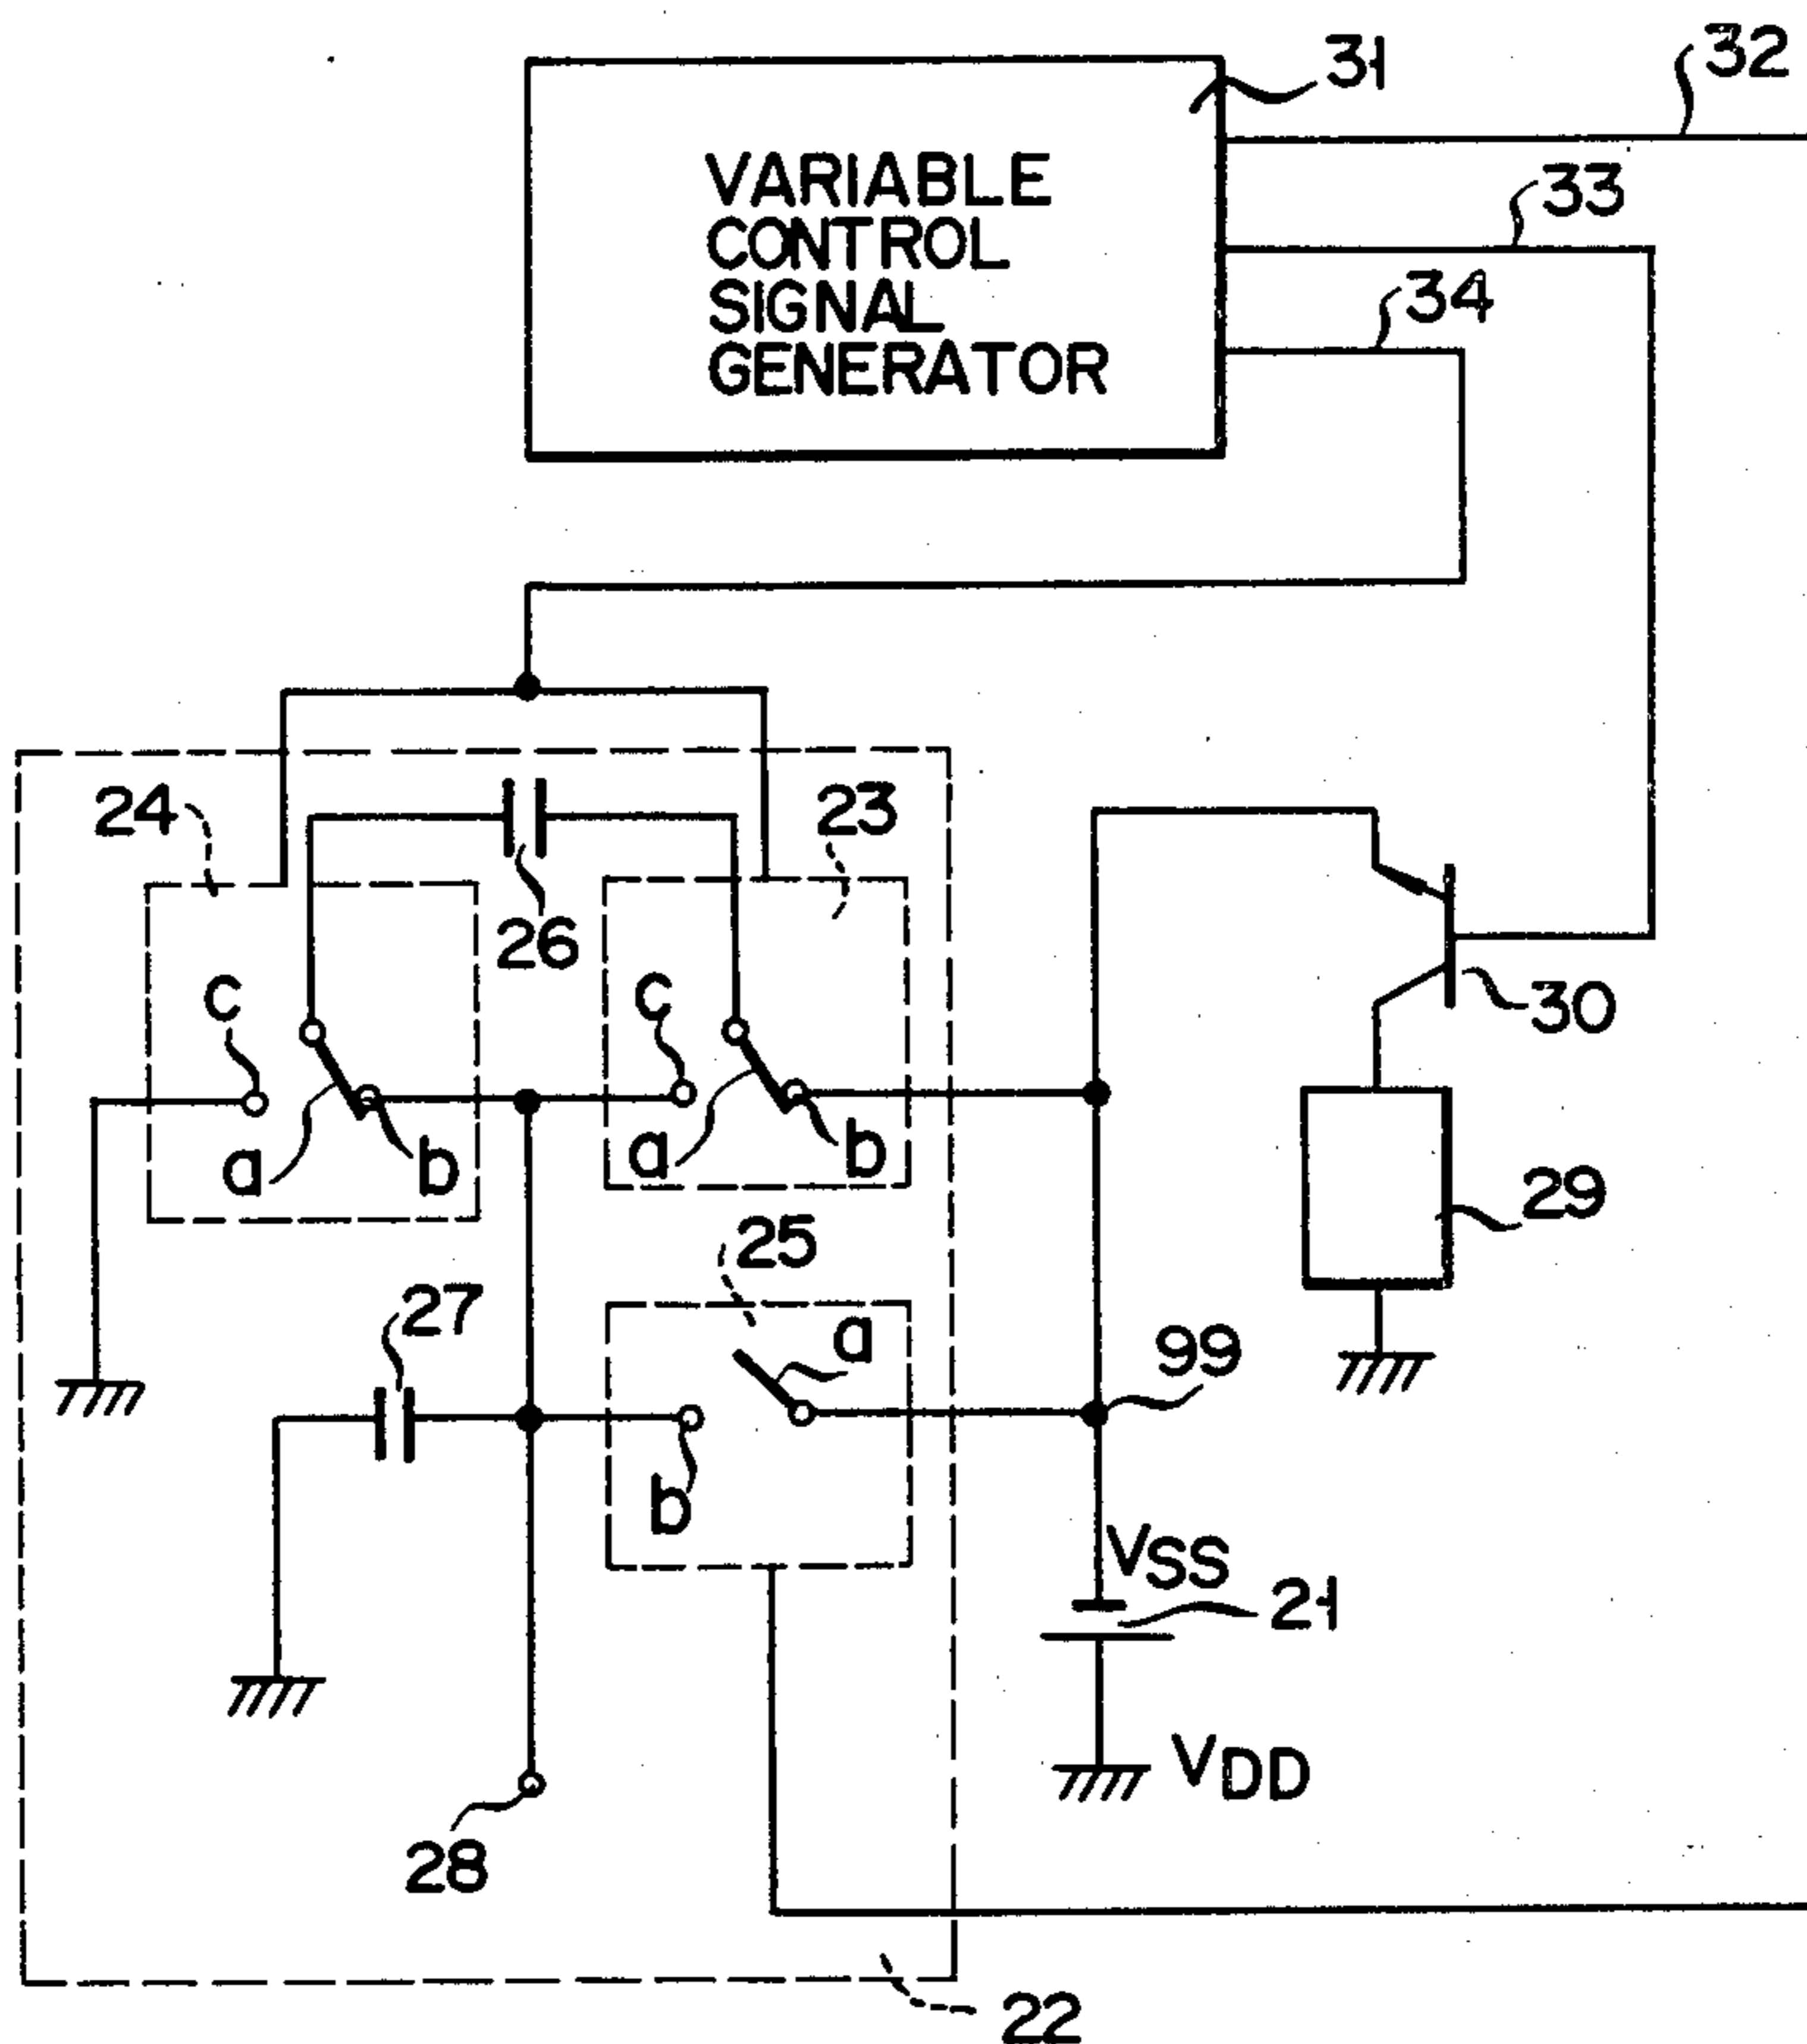 31
32
VARIABLE
CONTROL
SIGNAL
GENERATOR
33
34
24
23
26
C
C
30
a
b
a
b
29
25
27
a
99
b
VSS
21
VDD
28
22